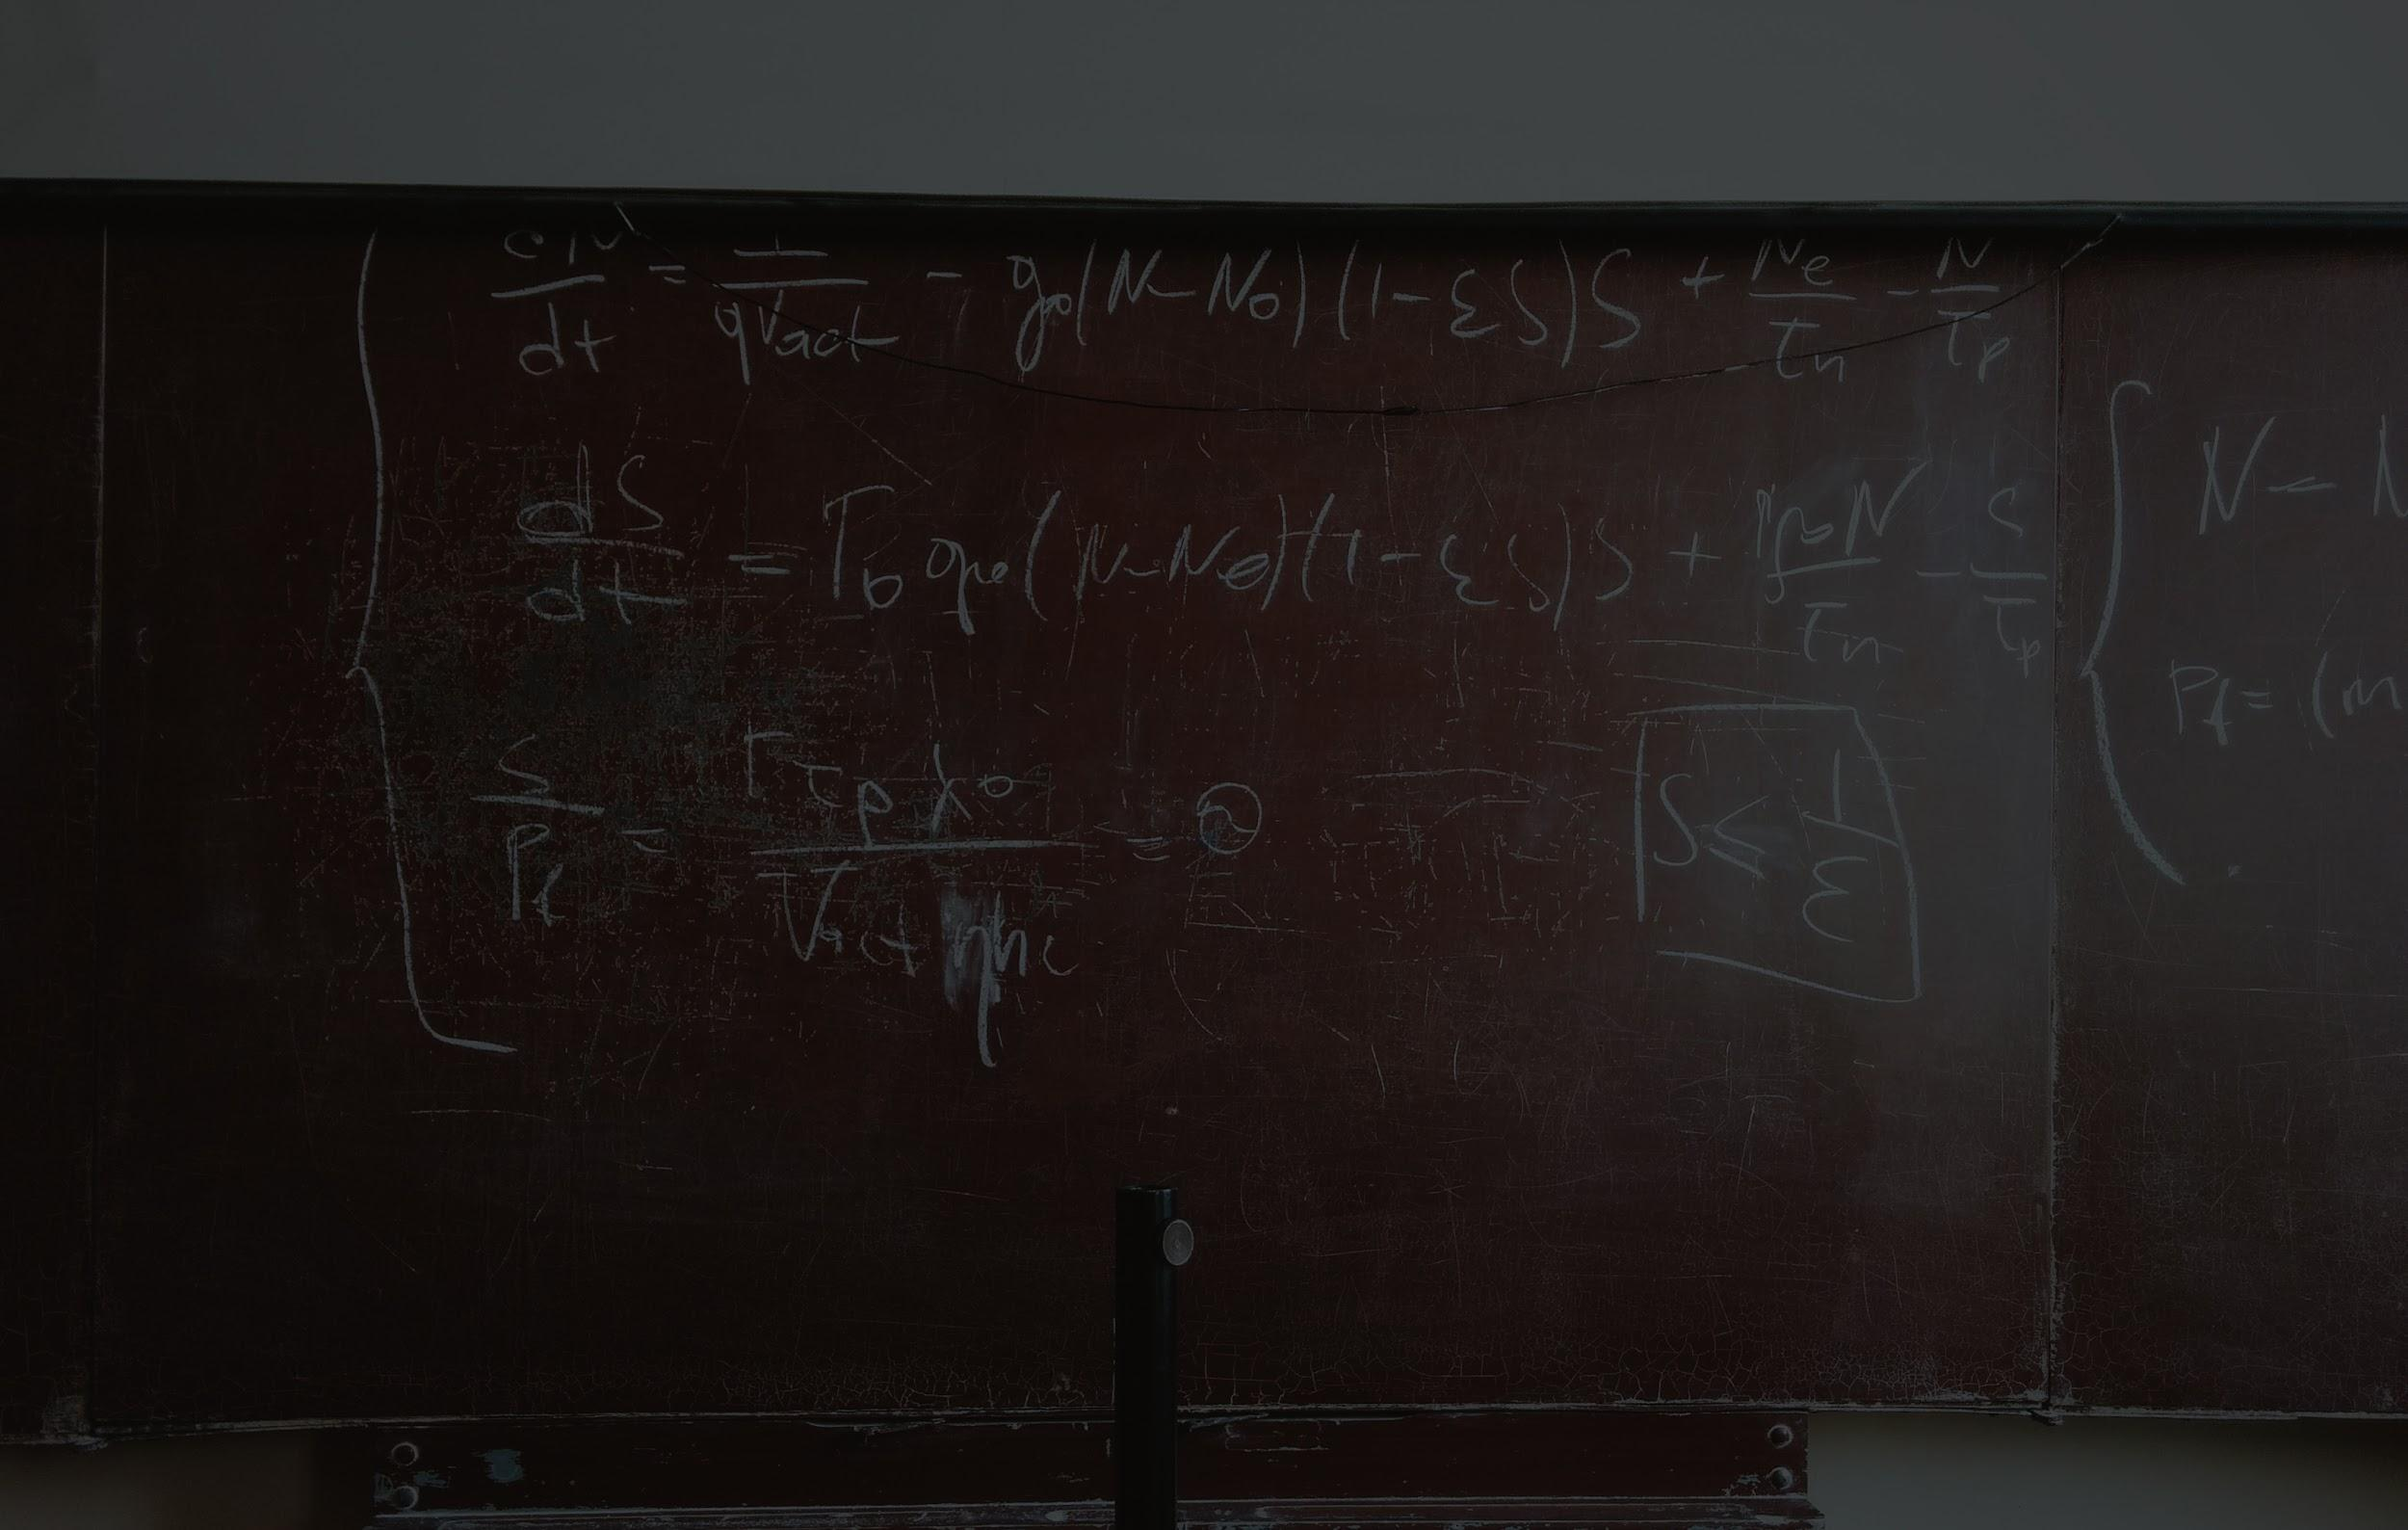 dN/dt = I/(qVact) - g₀(N - N₀)(1 - εS)S + Ne/τn - N/τp
dS/dt = Γ₀ g₀(N - N₀)(1 - εS)S + N/τn - S/τp
S/Pf = Γτpλ₀/(Vact ηhc) =
S ≤ 1/ε
N -
Pf = (m